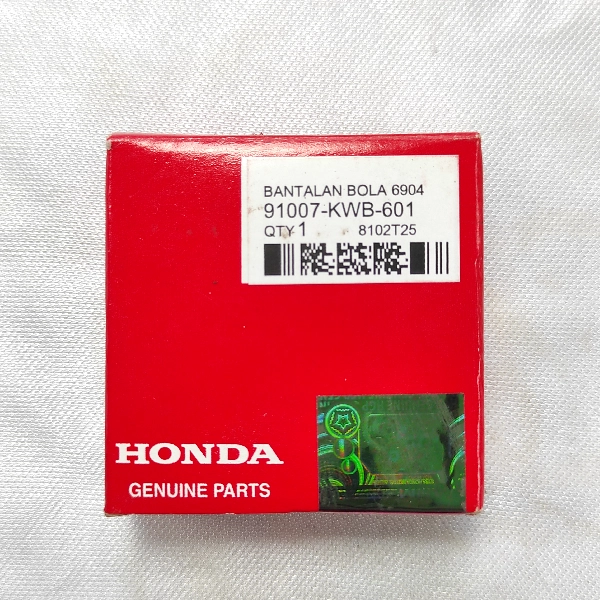 BANTALAN BOLA 6904
91007-KWB-601
QTY 1 8102T25
HONDA
GENUINE PARTS